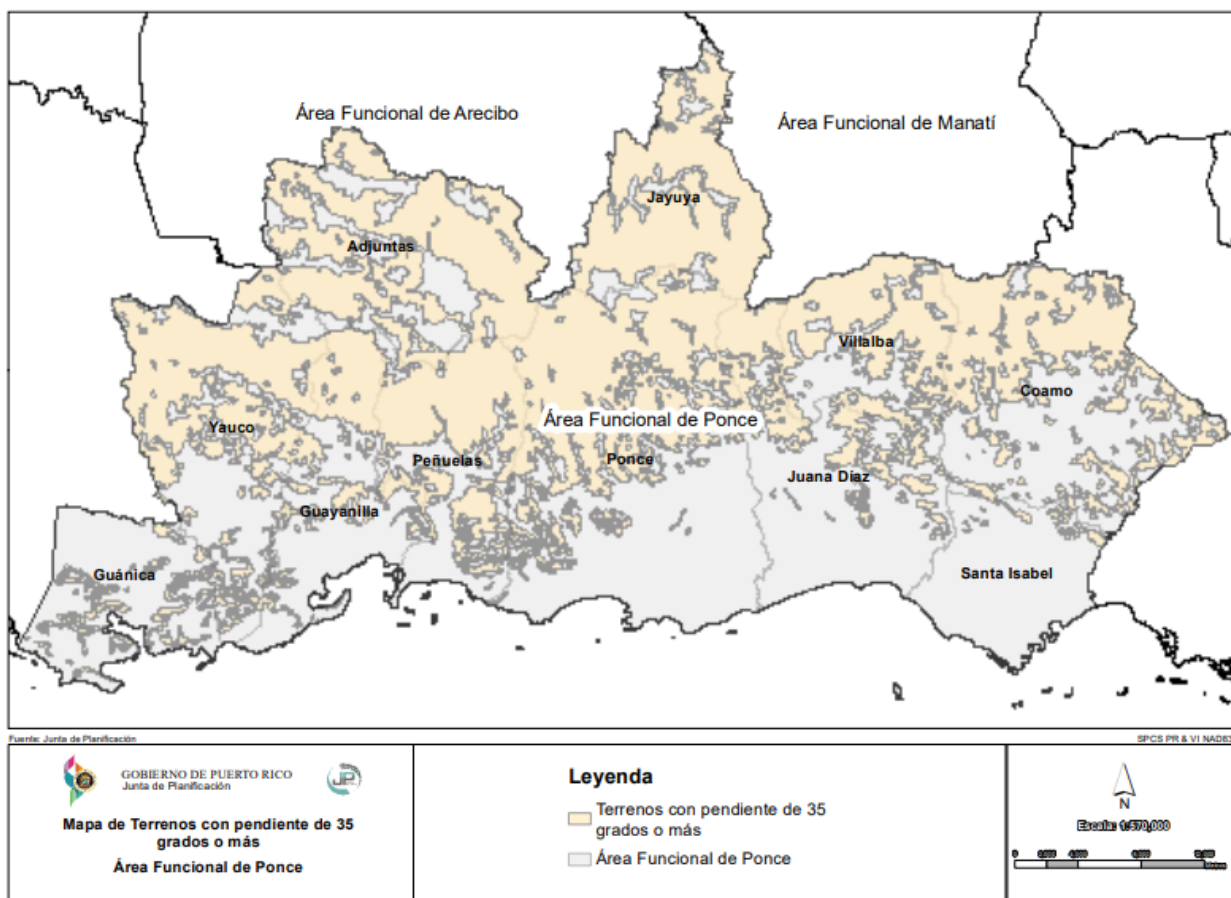 Área Funcional de Arecibo
Área Funcional de Manatí
Jayuya
Adjuntas
Villalba
Coamo
Área Funcional de Ponce
Yauco
Peñuelas
Ponce
Juana Díaz
Guayanilla
Guánica
Santa Isabel
Fuente: Junta de Planificación
SPCS PR & VI NAD83
GOBIERNO DE PUERTO RICO
Junta de Planificación
JP
Mapa de Terrenos con pendiente de 35
grados o más
Área Funcional de Ponce
Leyenda
Terrenos con pendiente de 35
grados o más
Área Funcional de Ponce
N
Escala: 1:570,000
0